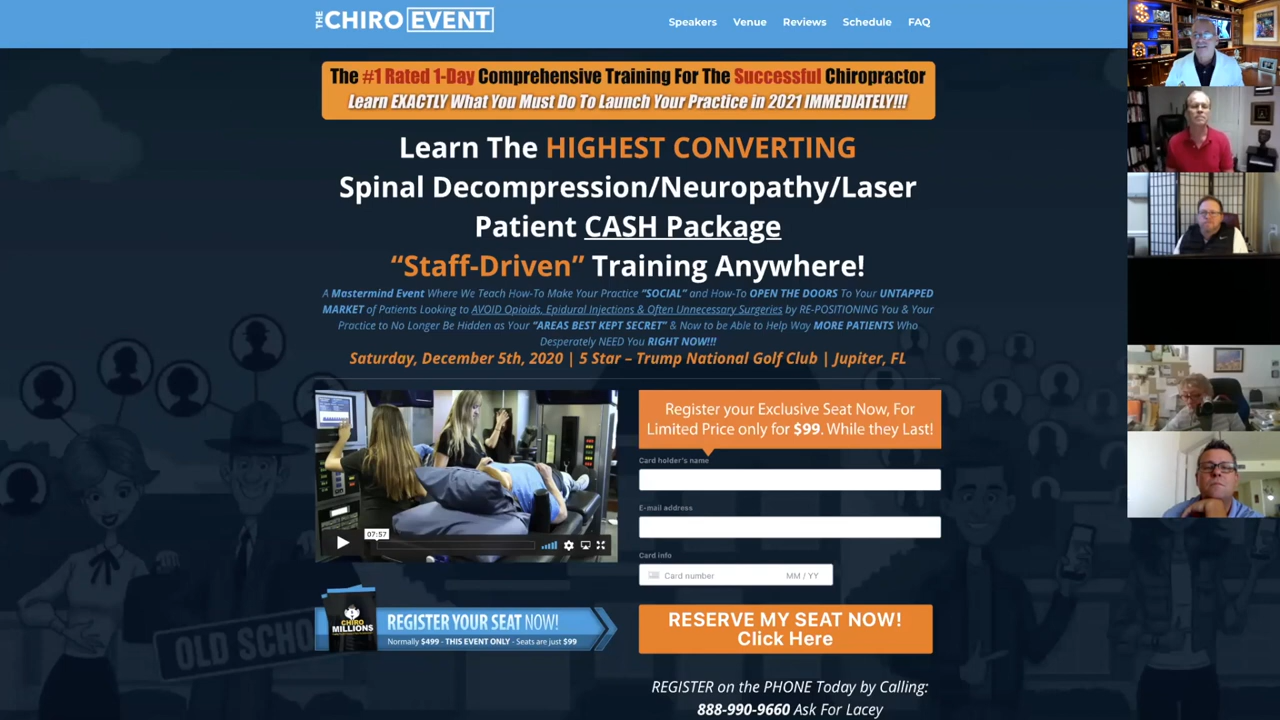 THE CHIRO EVENT
Speakers Venue Reviews Schedule FAQ
The #1 Rated 1-Day Comprehensive Training For The Successful Chiropractor
Learn EXACTLY What You Must Do To Launch Your Practice in 2021 IMMEDIATELY!!!
Learn The HIGHEST CONVERTING
Spinal Decompression/Neuropathy/Laser
Patient CASH Package
“Staff-Driven” Training Anywhere!
A Mastermind Event Where We Teach How-To Make Your Practice “SOCIAL” and How-To OPEN THE DOORS To Your UNTAPPED
MARKET of Patients Looking to AVOID Opioids, Epidural Injections & Often Unnecessary Surgeries by RE-POSITIONING You & Your
Practice to No Longer Be Hidden as Your “AREAS BEST KEPT SECRET” & Now to be Able to Help Way MORE PATIENTS Who
Desperately NEED You RIGHT NOW!!!
Saturday, December 5th, 2020 | 5 Star – Trump National Golf Club | Jupiter, FL
Register your Exclusive Seat Now, For
Limited Price only for $99. While they Last!
Card holder's name
E-mail address
07:57
Card info
Card number MM / YY
CHIRO
MILLIONS
REGISTER YOUR SEAT NOW!
Normally $499 - THIS EVENT ONLY - Seats are just $99
RESERVE MY SEAT NOW!
Click Here
OLD SCHO
REGISTER on the PHONE Today by Calling:
888-990-9660 Ask For Lacey